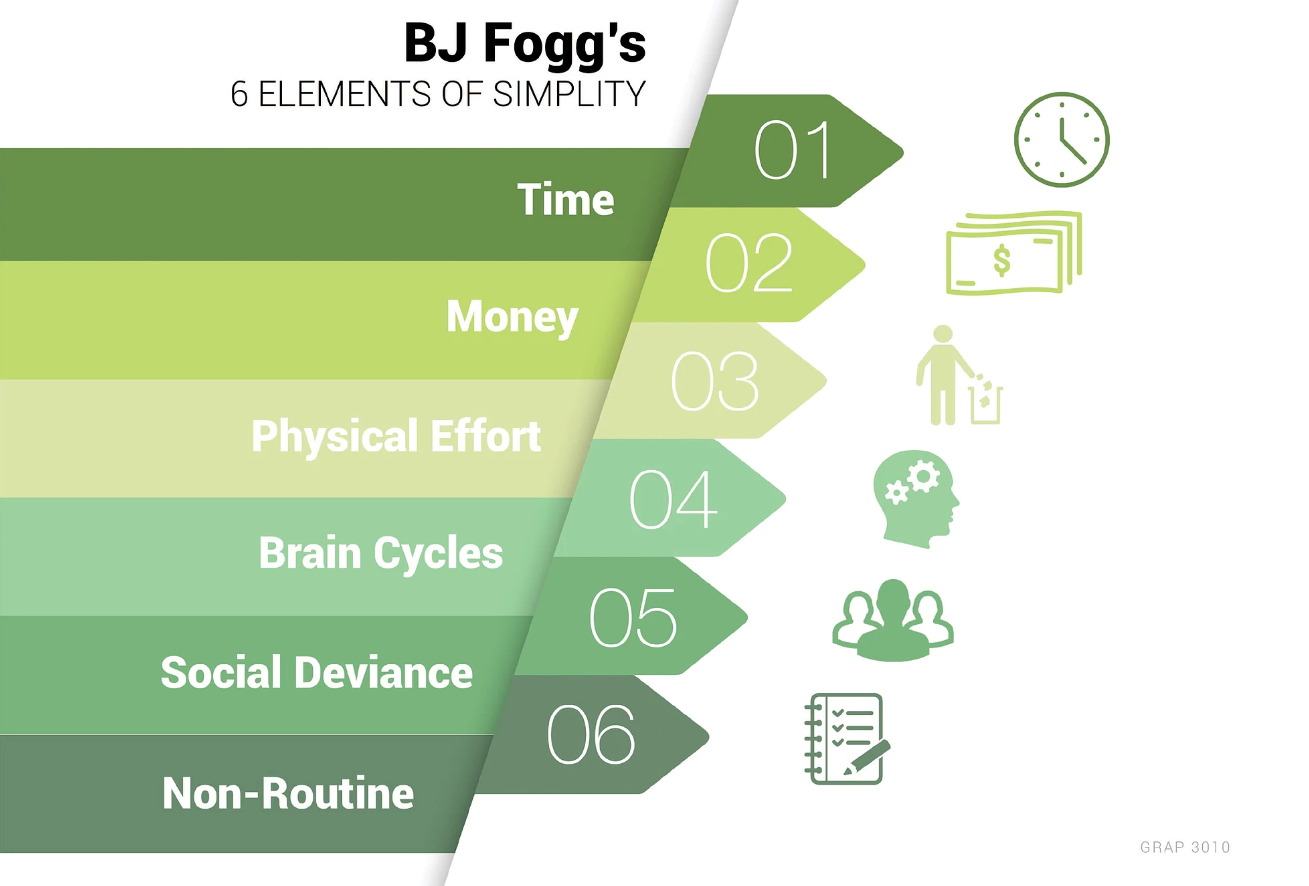 BJ Fogg's
6 ELEMENTS OF SIMPLITY
01
Time
02
Money
$
03
Physical Effort
04
Brain Cycles
05
Social Deviance
06
Non-Routine
GRAP 3010